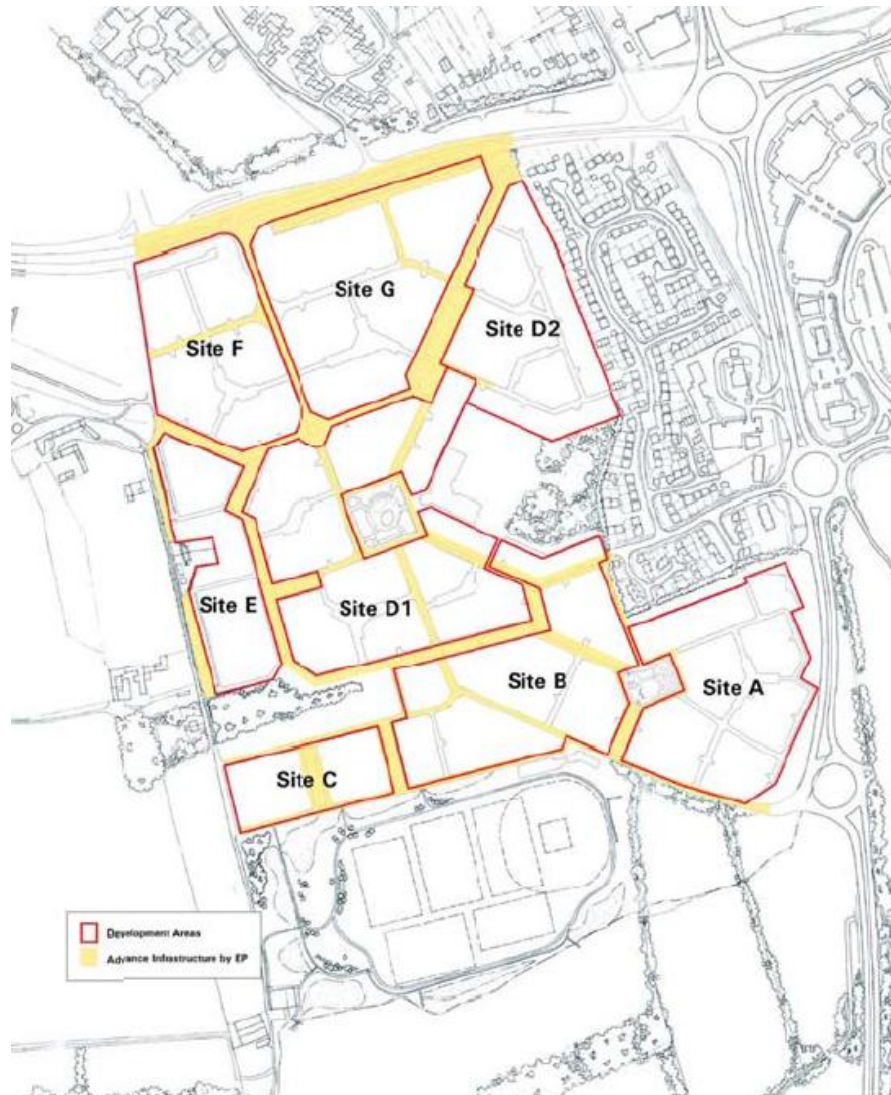 Site G
Site D2
Site F
Site E
Site D1
Site B
Site A
Site C
Development Areas
Advance Infrastructure by EP